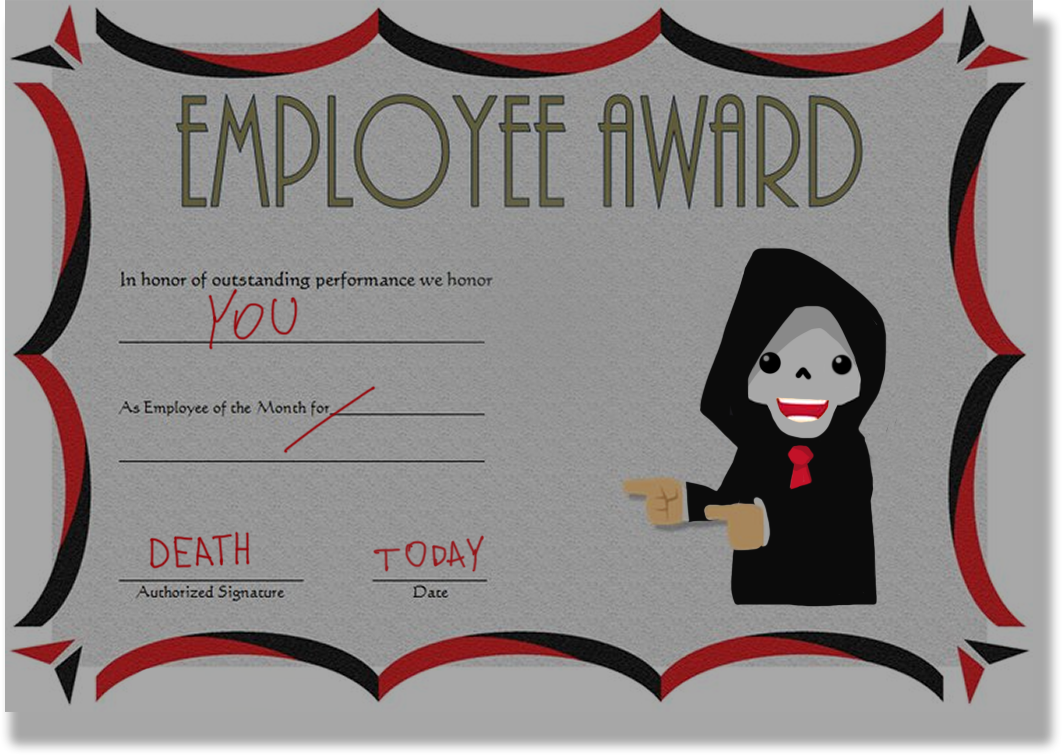 EMPLOYEE AWARD
In honor of outstanding performance we honor
YOU
As Employee of the Month for
DEATH TODAY
Authorized Signature Date